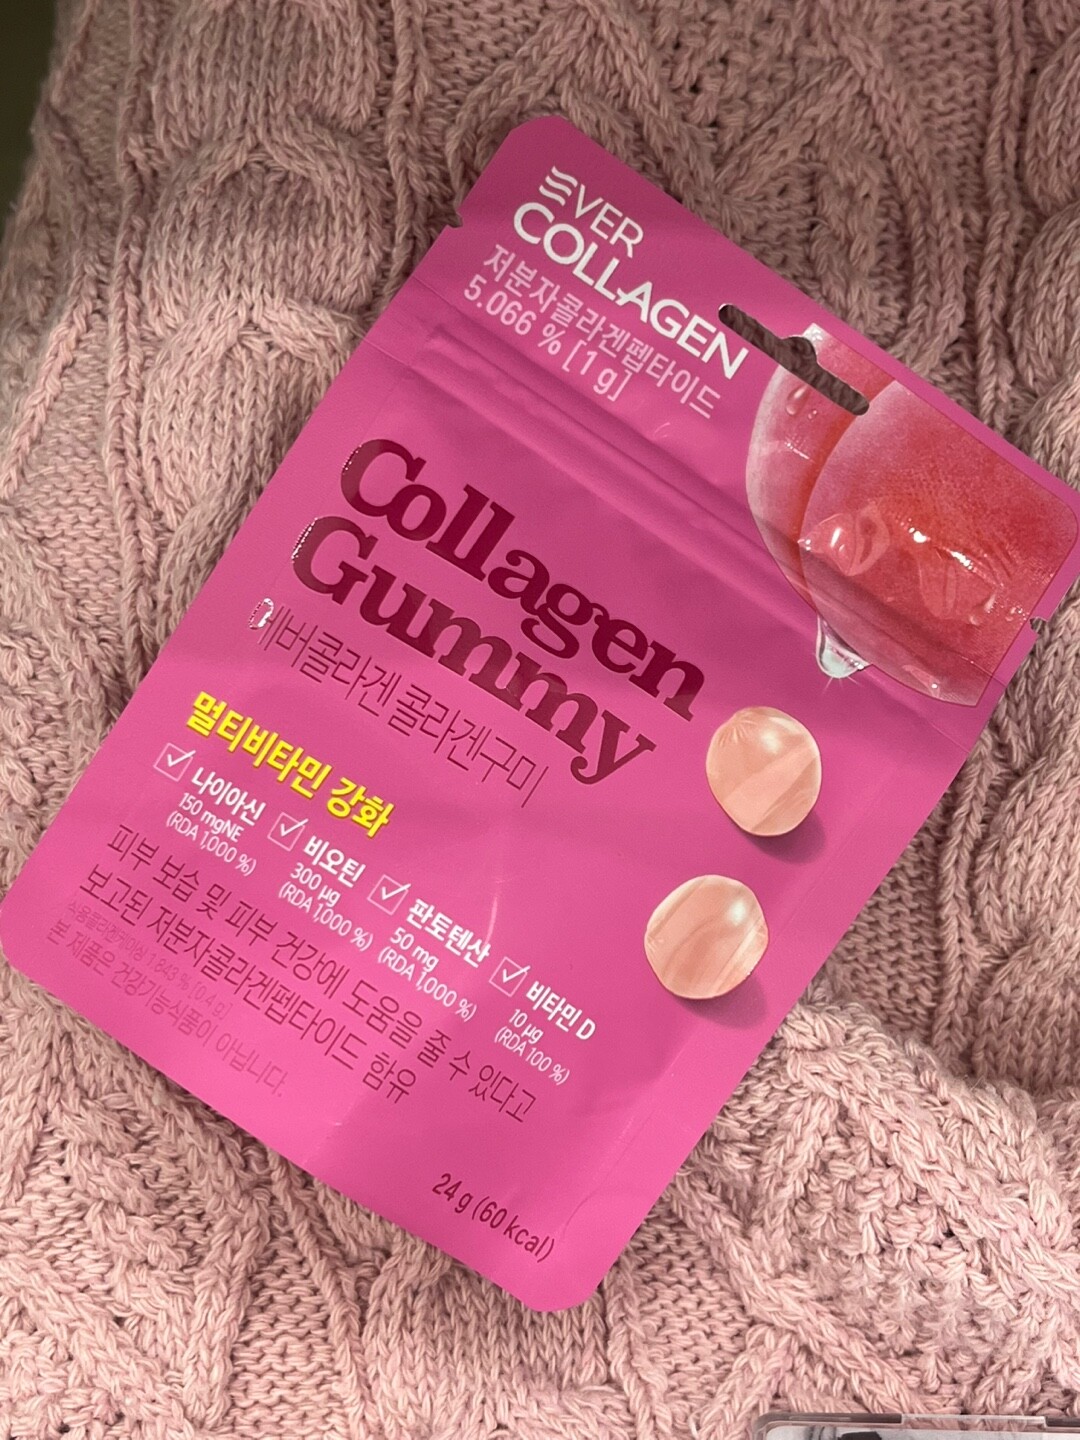 EVER
COLLAGEN
저분자콜라겐펩타이드
5.066 % [1 g]
Collagen
Gummy
에버콜라겐 콜라겐구미
멀티비타민 강화
나이아신
150 mgNE
(RDA 1,000 %)
비오틴
300 μg
(RDA 1,000 %)
판토텐산
50 mg
(RDA 1,000 %)
비타민 D
10 μg
(RDA 100 %)
피부 보습 및 피부 건강에 도움을 줄 수 있다고
보고된 저분자콜라겐펩타이드 함유
1.843 % [0.4 g]
본 제품은 건강기능식품이 아닙니다.
24 g (60 kcal)